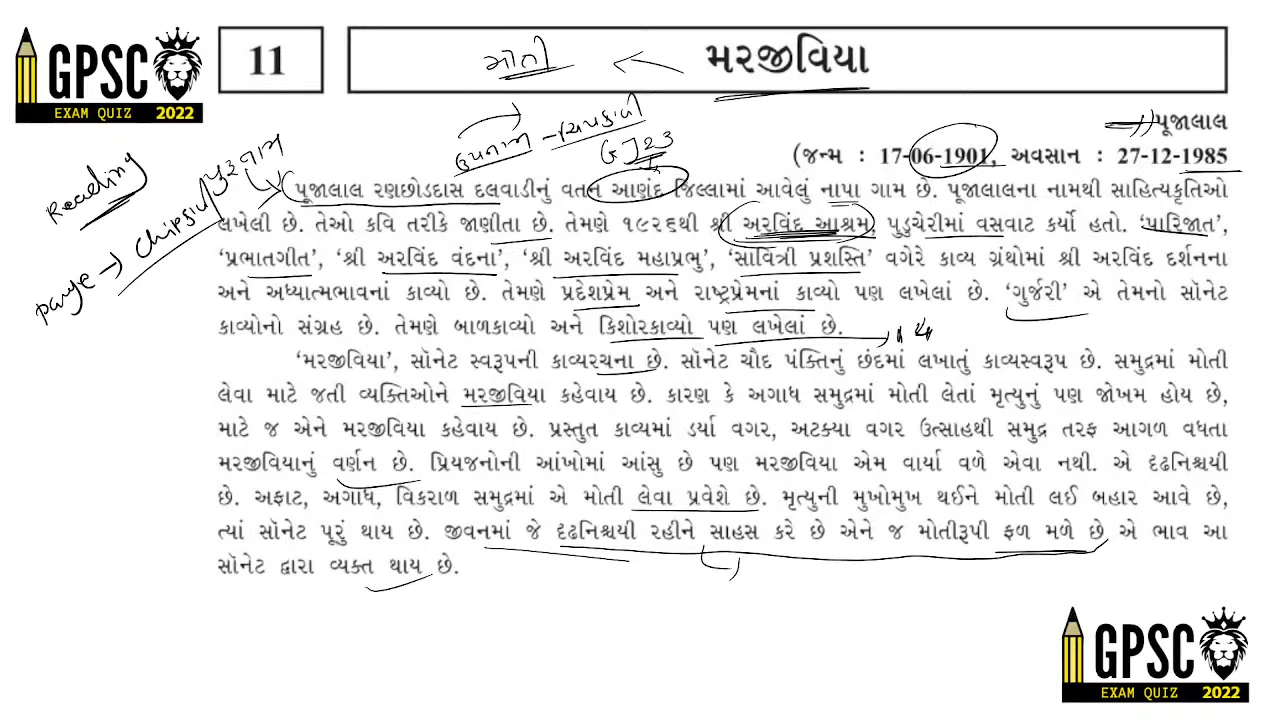 GPSC
EXAM QUIZ 2022
11
મરજીવિયા
મોતી
પૂજાલાલ
(જન્મ : 17-06-1901, અવસાન : 27-12-1985
ઉપનામ -
GJ23
Reading
પૂજાલાલ રણછોડદાસ દલવાડીનું વતન આણંદ જિલ્લામાં આવેલું નાપા ગામ છે. પૂજાલાલના નામથી સાહિત્યકૃતિઓ
લખેલી છે. તેઓ કવિ તરીકે જાણીતા છે. તેમણે ૧૯૨૬થી શ્રી અરવિંદ આશ્રમ, પુડુચેરીમાં વસવાટ કર્યો હતો. ‘પારિજાત’,
‘પ્રભાતગીત’, ‘શ્રી અરવિંદ વંદના’, ‘શ્રી અરવિંદ મહાપ્રભુ’, ‘સાવિત્રી પ્રશસ્તિ’ વગેરે કાવ્ય ગ્રંથોમાં શ્રી અરવિંદ દર્શનના
અને અધ્યાત્મભાવનાં કાવ્યો છે. તેમણે પ્રદેશપ્રેમ અને રાષ્ટ્રપ્રેમનાં કાવ્યો પણ લખેલાં છે. ‘ગુર્જરી’ એ તેમનો સૉનેટ
કાવ્યોનો સંગ્રહ છે. તેમણે બાળકાવ્યો અને કિશોરકાવ્યો પણ લખેલાં છે.
‘મરજીવિયા’, સૉનેટ સ્વરૂપની કાવ્યરચના છે. સૉનેટ ચૌદ પંક્તિનું છંદમાં લખાતું કાવ્યસ્વરૂપ છે. સમુદ્રમાં મોતી
લેવા માટે જતી વ્યક્તિઓને મરજીવિયા કહેવાય છે. કારણ કે અગાધ સમુદ્રમાં મોતી લેતાં મૃત્યુનું પણ જોખમ હોય છે,
માટે જ એને મરજીવિયા કહેવાય છે. પ્રસ્તુત કાવ્યમાં ડર્યા વગર, અટક્યા વગર ઉત્સાહથી સમુદ્ર તરફ આગળ વધતા
મરજીવિયાનું વર્ણન છે. પ્રિયજનોની આંખોમાં આંસુ છે પણ મરજીવિયા એમ વાર્યા વળે એવા નથી. એ દૃઢનિશ્ચયી
છે. અફાટ, અગાધ, વિકરાળ સમુદ્રમાં એ મોતી લેવા પ્રવેશે છે. મૃત્યુની મુખોમુખ થઈને મોતી લઈ બહાર આવે છે,
ત્યાં સૉનેટ પૂરું થાય છે. જીવનમાં જે દૃઢનિશ્ચયી રહીને સાહસ કરે છે એને જ મોતીરૂપી ફળ મળે છે એ ભાવ આ
સૉનેટ દ્વારા વ્યક્ત થાય છે.
GPSC
EXAM QUIZ 2022